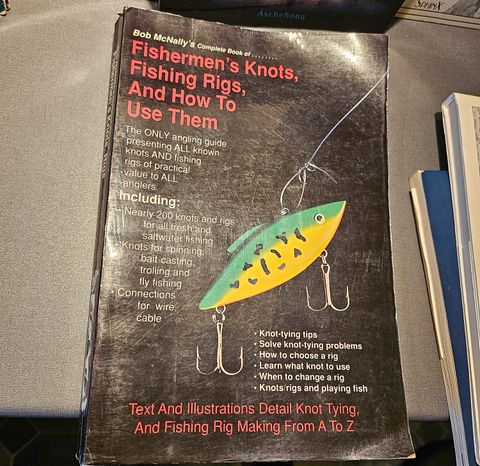 Aschehoug
Bob McNally's Complete Book of ........
Fishermen's Knots,
Fishing Rigs,
And How To
Use Them
The ONLY angling guide
presenting ALL known
knots AND fishing
rigs of practical
value to ALL
anglers.
Including:
• Nearly 200 knots and rigs
for all fresh and
saltwater fishing
• Knots for spinning,
bait-casting,
trolling and
fly fishing
• Connections
for wire
cable
• Knot-tying tips
• Solve knot-tying problems
• How to choose a rig
• Learn what knot to use
• When to change a rig
• Knots/rigs and playing fish
Text And Illustrations Detail Knot Tying,
And Fishing Rig Making From A To Z